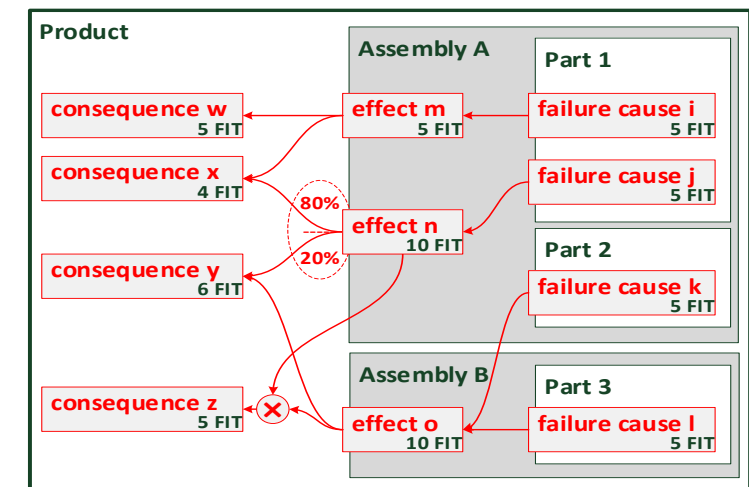 Product
Assembly A
Part 1
consequence w
5 FIT
effect m
5 FIT
failure cause i
5 FIT
consequence x
4 FIT
failure cause j
5 FIT
80%
effect n
10 FIT
20%
Part 2
consequence y
6 FIT
failure cause k
5 FIT
Assembly B
Part 3
consequence z
5 FIT
×
effect o
10 FIT
failure cause l
5 FIT